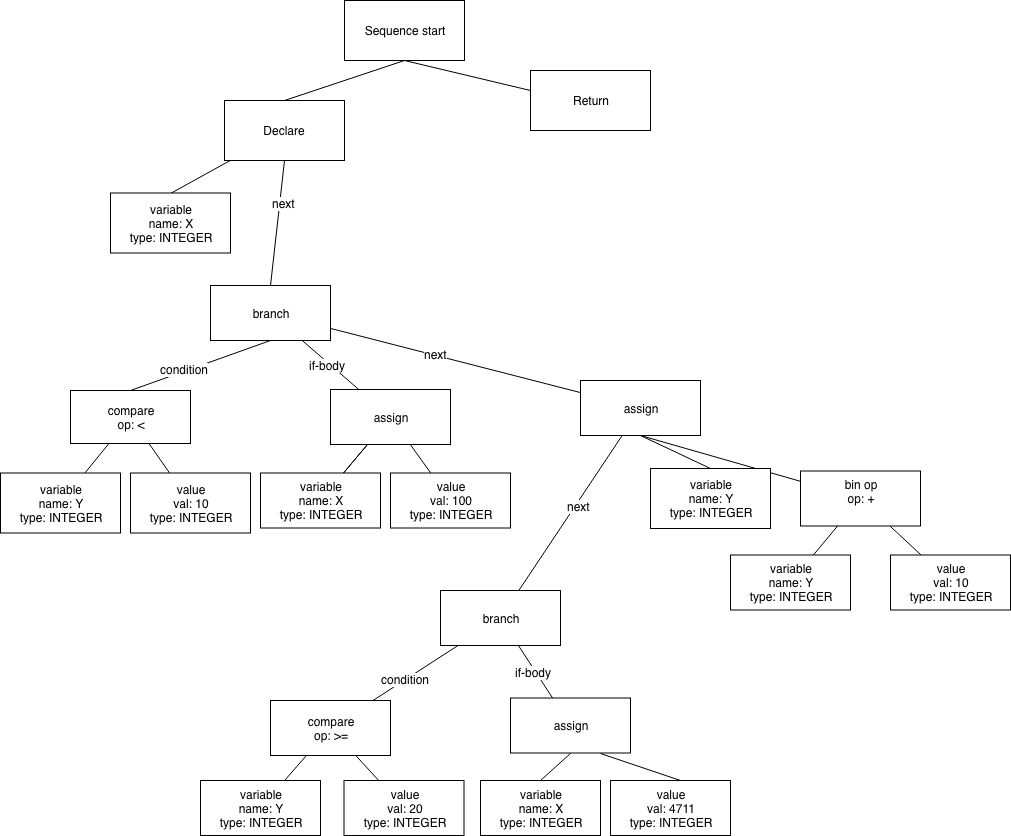 Sequence start
Return
Declare
variable
name: X
type: INTEGER
next
branch
condition
if-body
next
compare
op: <
assign
assign
variable
name: Y
type: INTEGER
value
val: 10
type: INTEGER
variable
name: X
type: INTEGER
value
val: 100
type: INTEGER
next
variable
name: Y
type: INTEGER
bin op
op: +
variable
name: Y
type: INTEGER
value
val: 10
type: INTEGER
branch
condition
if-body
compare
op: >=
assign
variable
name: Y
type: INTEGER
value
val: 20
type: INTEGER
variable
name: X
type: INTEGER
value
val: 4711
type: INTEGER